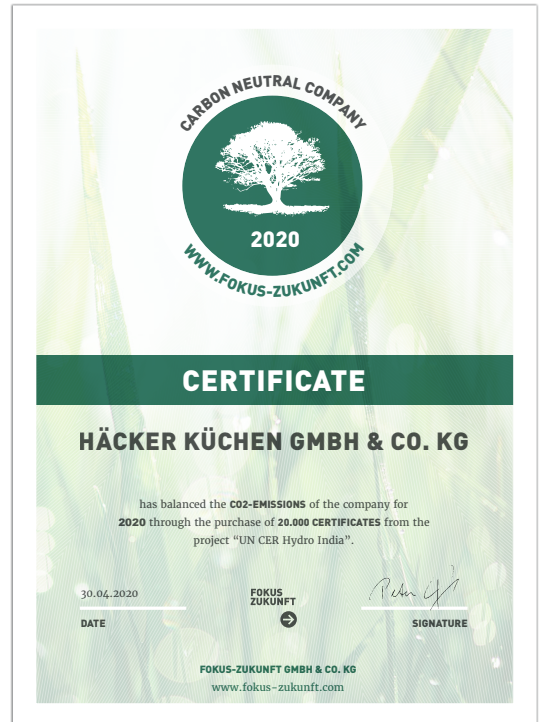 CARBON NEUTRAL COMPANY
2020
WWW.FOKUS-ZUKUNFT.COM
CERTIFICATE
HÄCKER KÜCHEN GMBH & CO. KG
has balanced the CO2-EMISSIONS of the company for
2020 through the purchase of 20.000 CERTIFICATES from the
project “UN CER Hydro India”.
30.04.2020
FOKUS
ZUKUNFT
DATE
SIGNATURE
FOKUS-ZUKUNFT GMBH & CO. KG
www.fokus-zukunft.com